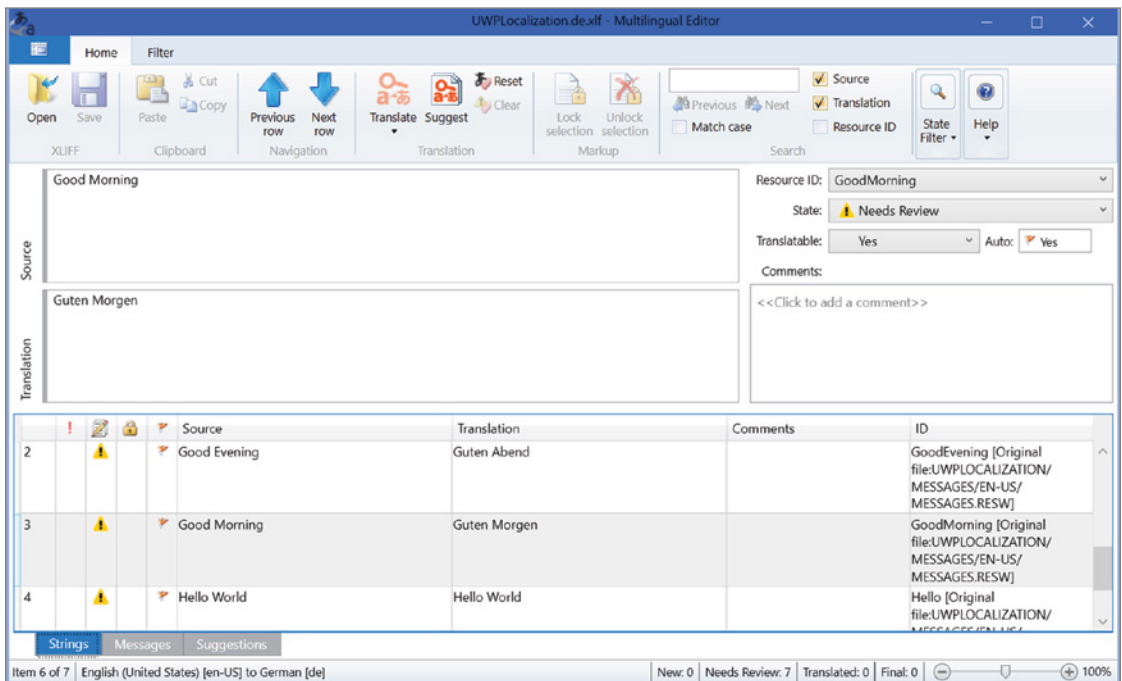 UWPLocalization.de.xlf - Multilingual Editor
Home Filter
Open Save
XLIFF
Paste Cut Copy
Clipboard
Previous row Next row
Navigation
Translate Suggest Reset Clear
Translation
Lock selection Unlock selection
Markup
Previous Next
Match case
Source
Translation
Resource ID
Search
State Filter
Help
Source
Good Morning
Translation
Guten Morgen
Resource ID: GoodMorning
State: Needs Review
Translatable: Yes Auto: Yes
Comments:
<<Click to add a comment>>
! Source Translation Comments ID
2 Good Evening Guten Abend GoodEvening [Original
file:UWPLOCALIZATION/
MESSAGES/EN-US/
MESSAGES.RESW]
3 Good Morning Guten Morgen GoodMorning [Original
file:UWPLOCALIZATION/
MESSAGES/EN-US/
MESSAGES.RESW]
4 Hello World Hello World Hello [Original
file:UWPLOCALIZATION/
MESSAGES/EN-US/
Strings Messages Suggestions
Item 6 of 7 English (United States) [en-US] to German [de] New: 0 Needs Review: 7 Translated: 0 Final: 0 100%